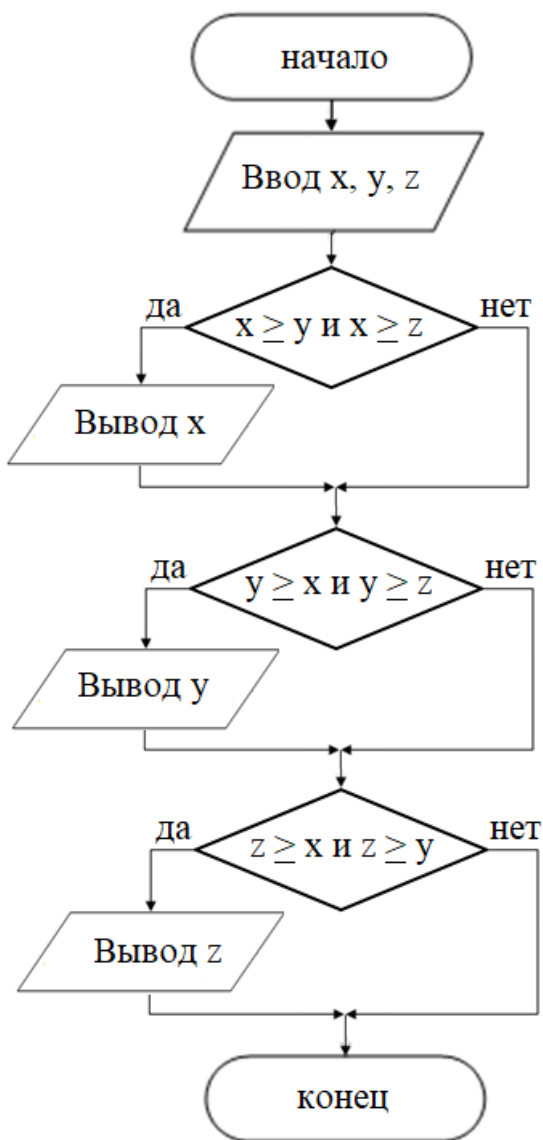 начало
Ввод x, y, z
да
нет
x ≥ y и x ≥ z
Вывод x
да
нет
y ≥ x и y ≥ z
Вывод y
да
нет
z ≥ x и z ≥ y
Вывод z
конец